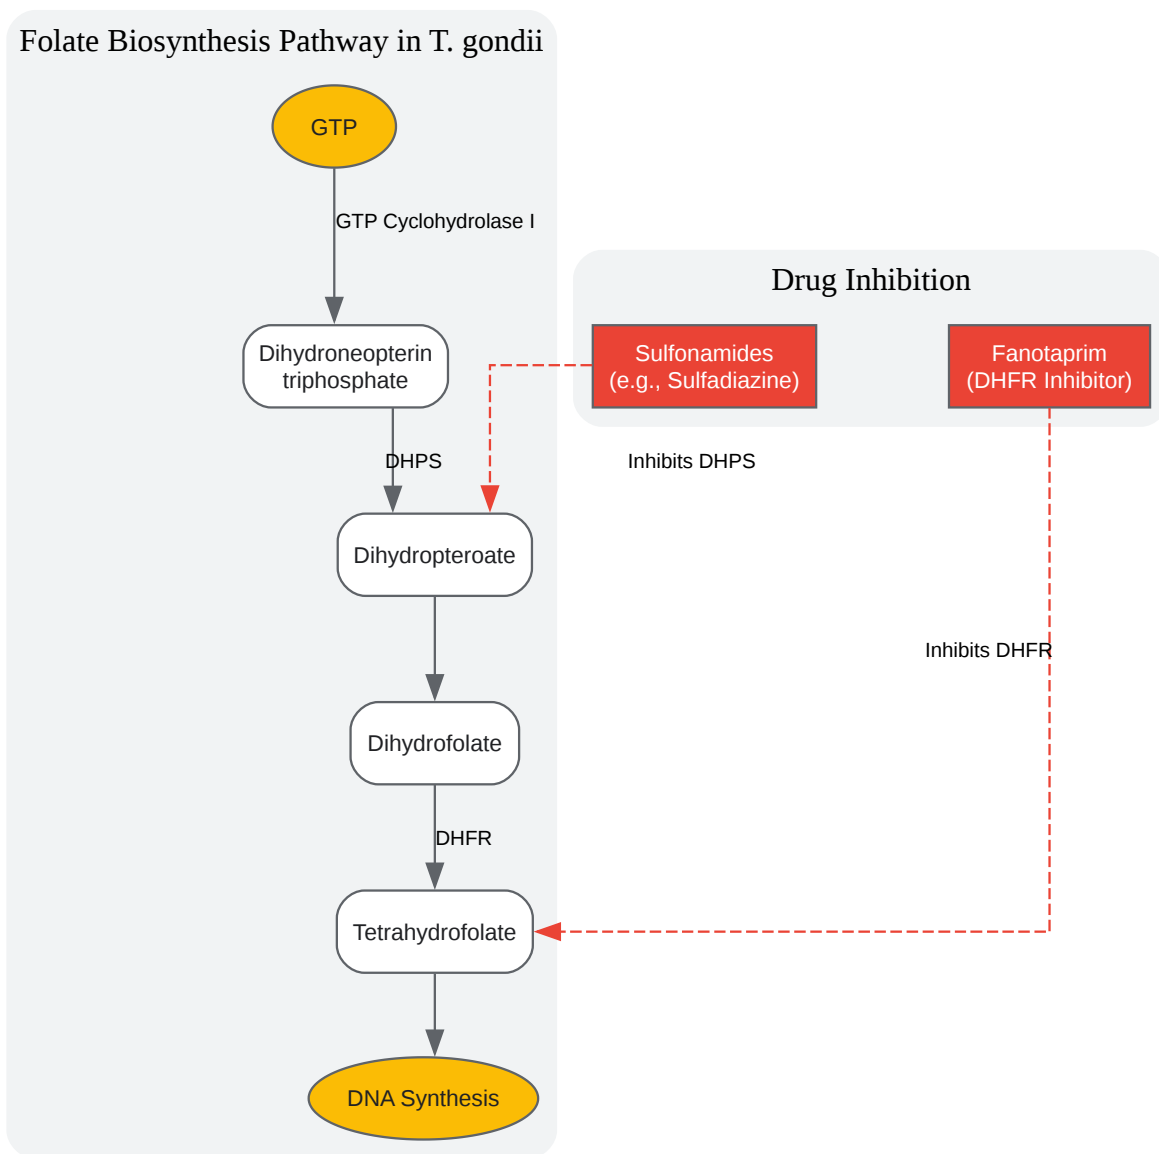 Folate Biosynthesis Pathway in T. gondii
GTP
GTP Cyclohydrolase I
Drug Inhibition
Dihydroneopterin
triphosphate
Sulfonamides
(e.g., Sulfadiazine)
Fanotaprim
(DHFR Inhibitor)
DHPS
Inhibits DHPS
Dihydropteroate
Inhibits DHFR
Dihydrofolate
DHFR
Tetrahydrofolate
DNA Synthesis